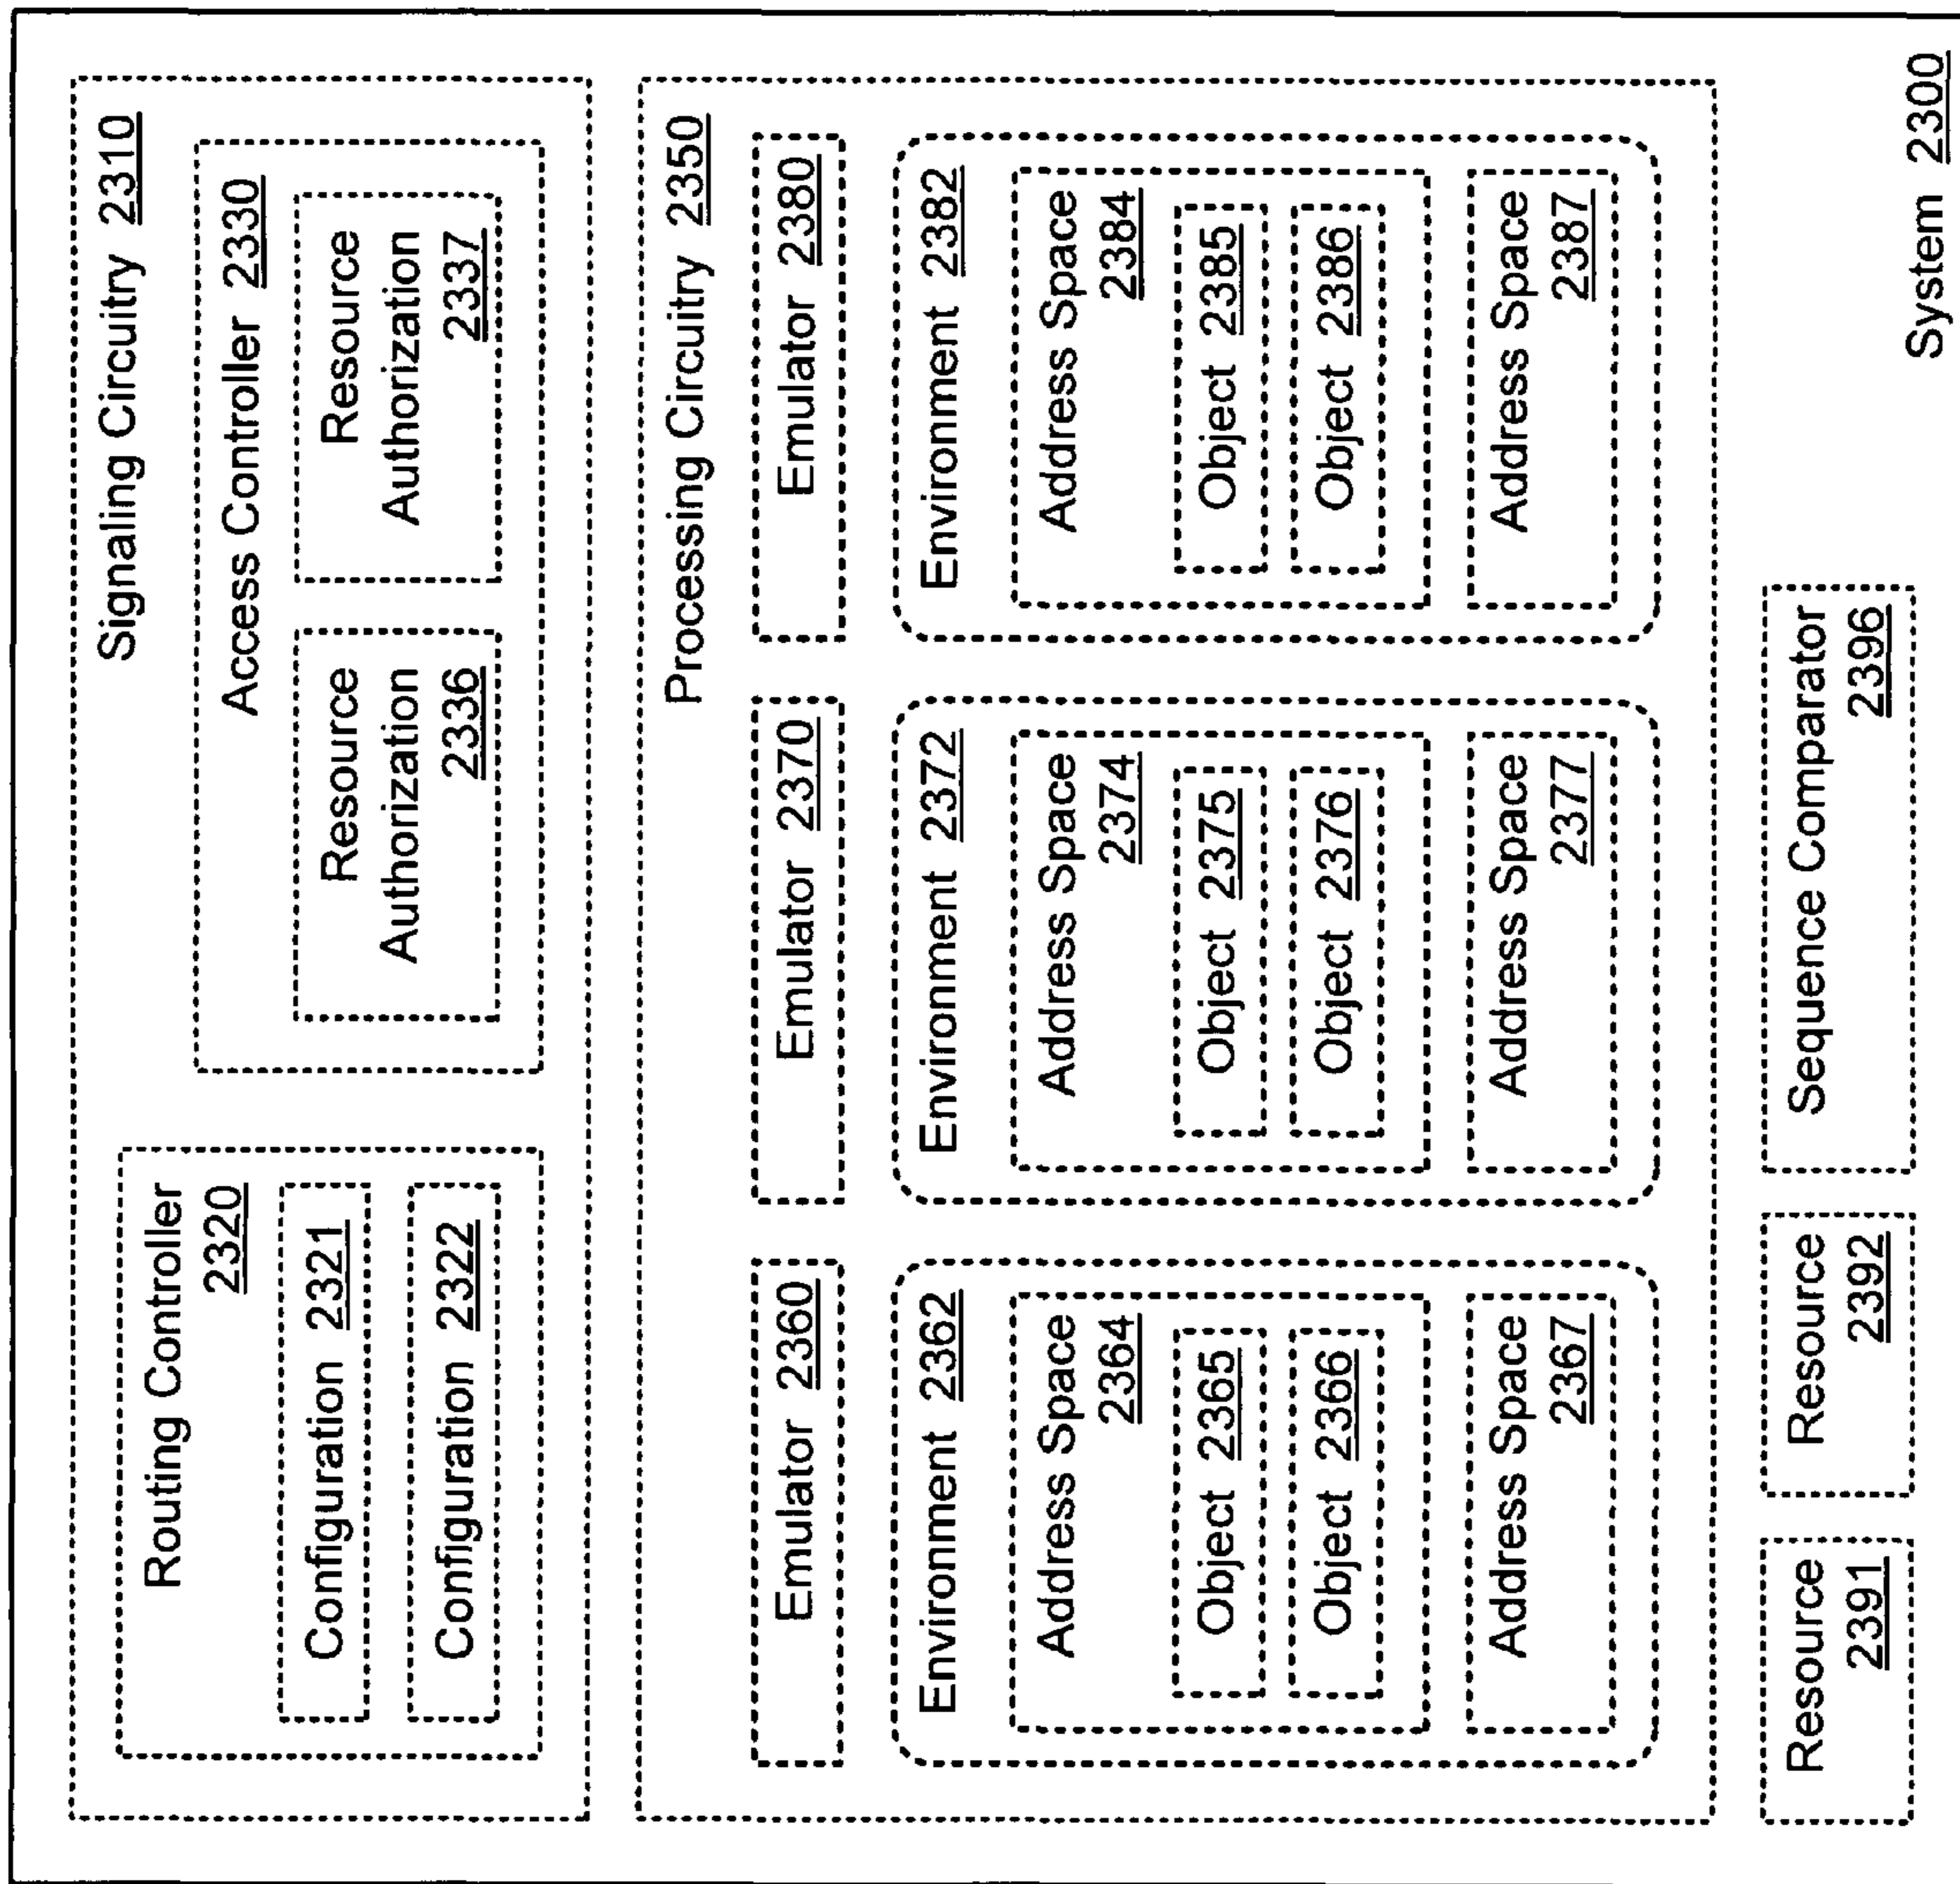 Signaling Circuitry 2310
Routing Controller
2320
Configuration 2321
Configuration 2322
Access Controller 2330
Resource
Authorization
2336
Resource
Authorization
2337
Processing Circuitry 2350
Emulator 2360
Environment 2362
Address Space
2364
Object 2365
Object 2366
Address Space
2367
Emulator 2370
Environment 2372
Address Space
2374
Object 2375
Object 2376
Address Space
2377
Emulator 2380
Environment 2382
Address Space
2384
Object 2385
Object 2386
Address Space
2387
Resource
2391
Resource
2392
Sequence Comparator
2396
System 2300